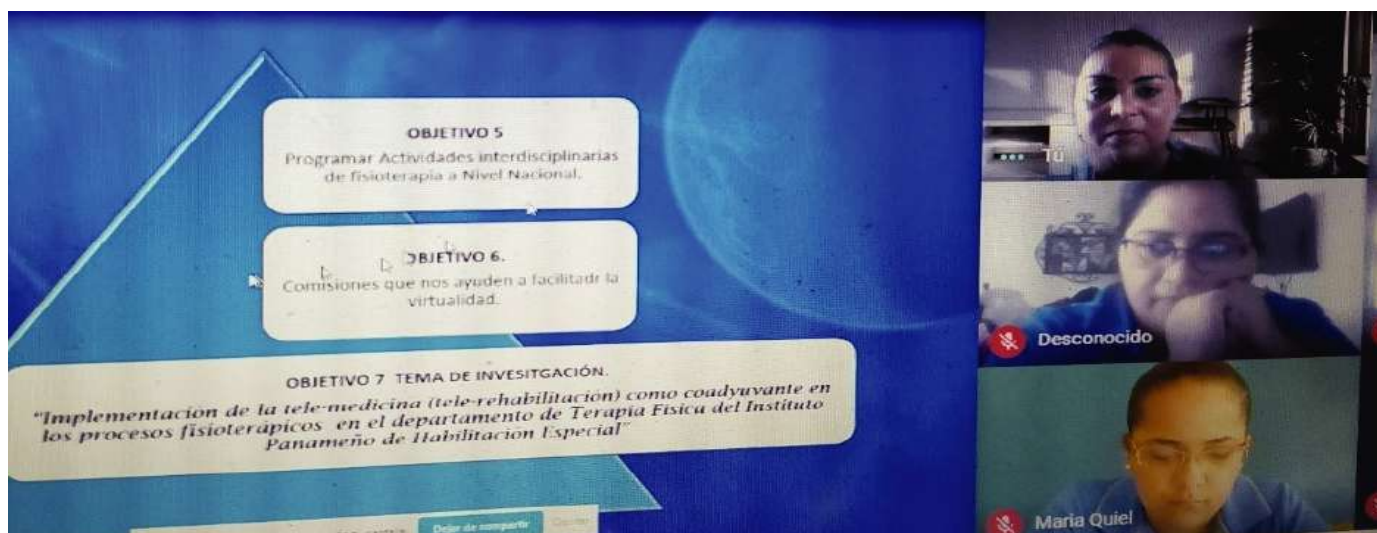 OBJETIVO 5
Programar Actividades interdisciplinarias
de fisioterapia a Nivel Nacional.
OBJETIVO 6.
Comisiones que nos ayuden a facilitadr la
virtualidad.
OBJETIVO 7 TEMA DE INVESITGACIÓN.
“Implementación de la tele-medicina (tele-rehabilitación) como coadyuvante en
los procesos fisioterápicos en el departamento de Terapia Física del Instituto
Panameño de Habilitación Especial”
Dejar de compartir
Tú
Desconocido
Maria Quiel